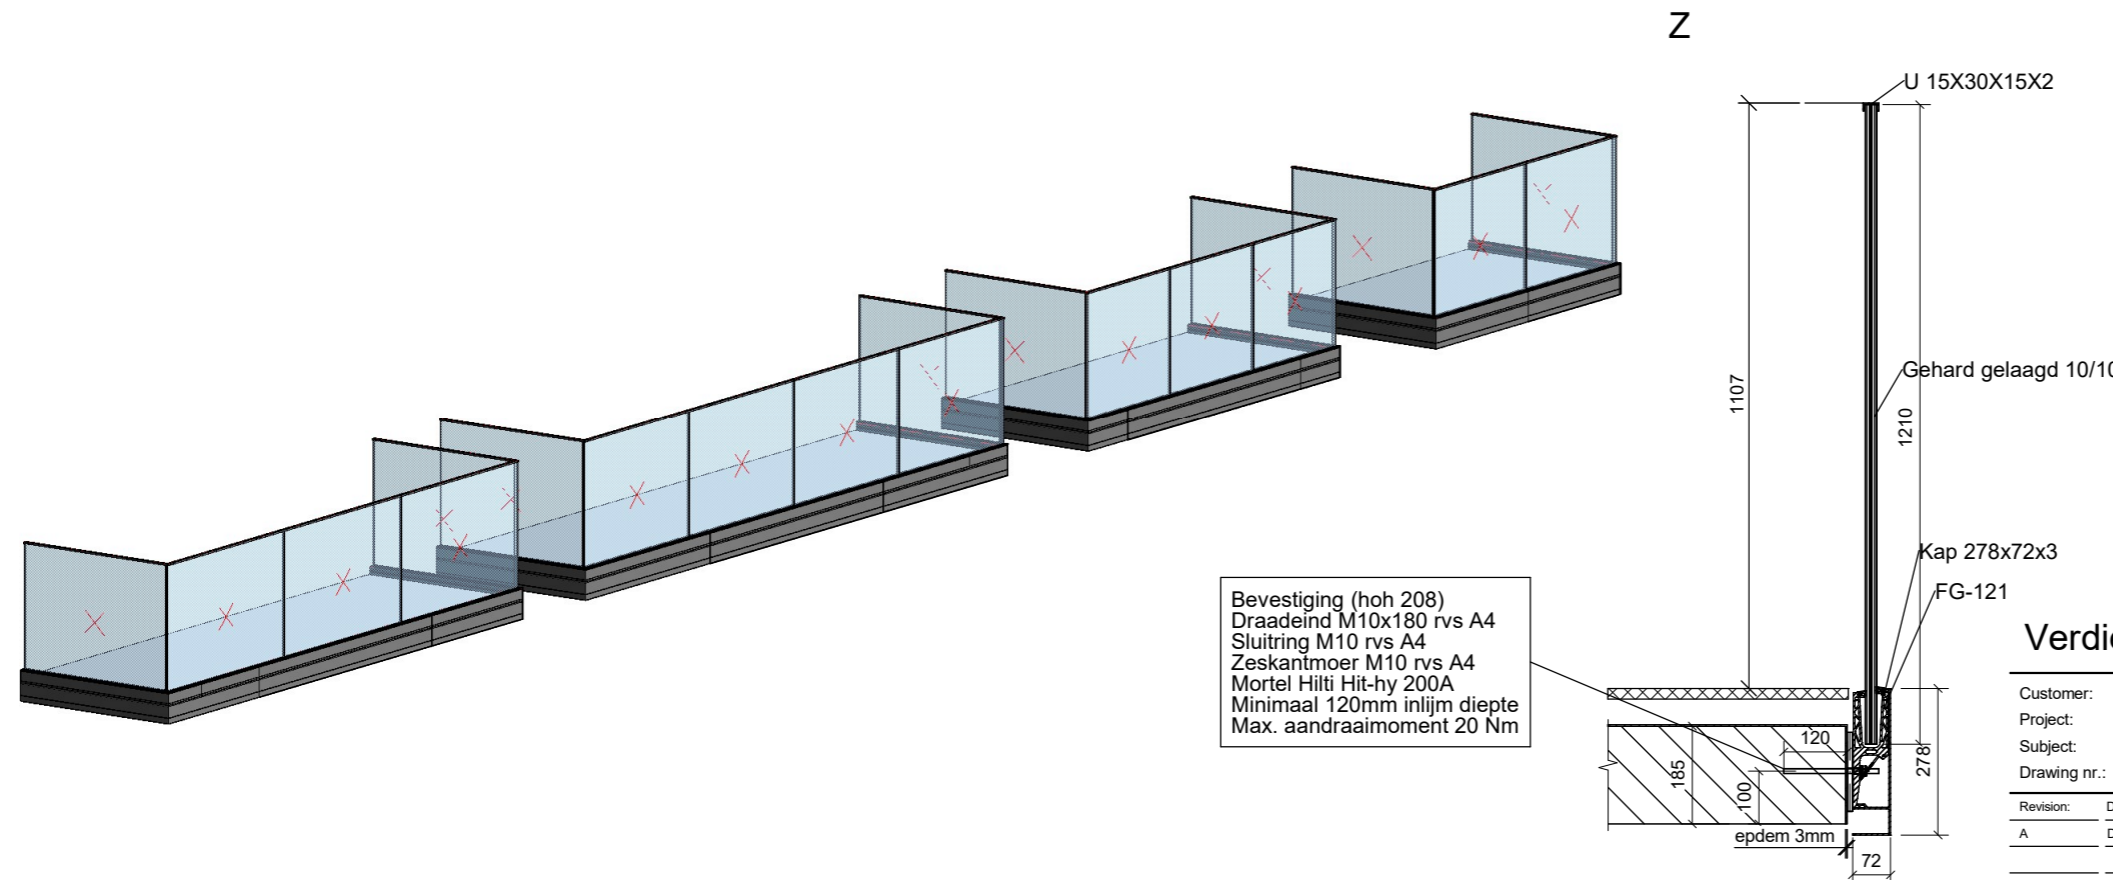 Z
U 15X30X15X2
1107
Gehard gelaagd 10/10
1210
Kap 278x72x3
FG-121
Bevestiging (hoh 208)
Draadeind M10x180 rvs A4
Sluitring M10 rvs A4
Zeskantmoer M10 rvs A4
Mortel Hilti Hit-hy 200A
Minimaal 120mm inlijm diepte
Max. aandraaimoment 20 Nm
120
185
100
278
epdem 3mm
72
Customer:
Project:
Subject:
Drawing nr.:
Revision:
A